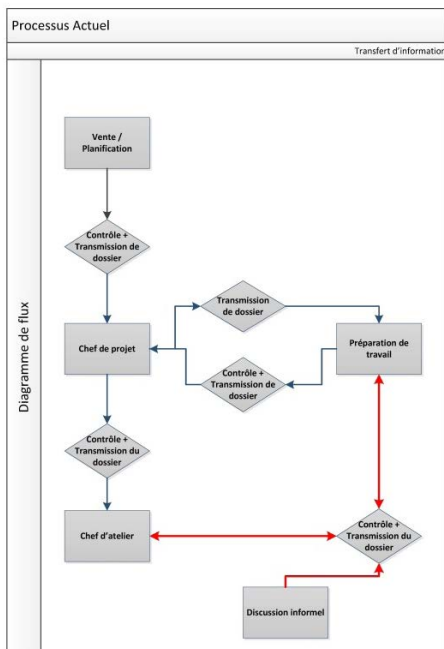 Processus Actuel
Transfert d'information
Diagramme de flux
Vente /
Planification
Contrôle +
Transmission de
dossier
Transmission
de dossier
Chef de projet
Préparation de
travail
Contrôle +
Transmission de
dossier
Contrôle +
Transmission du
dossier
Chef d'atelier
Contrôle +
Transmission du
dossier
Discussion informel